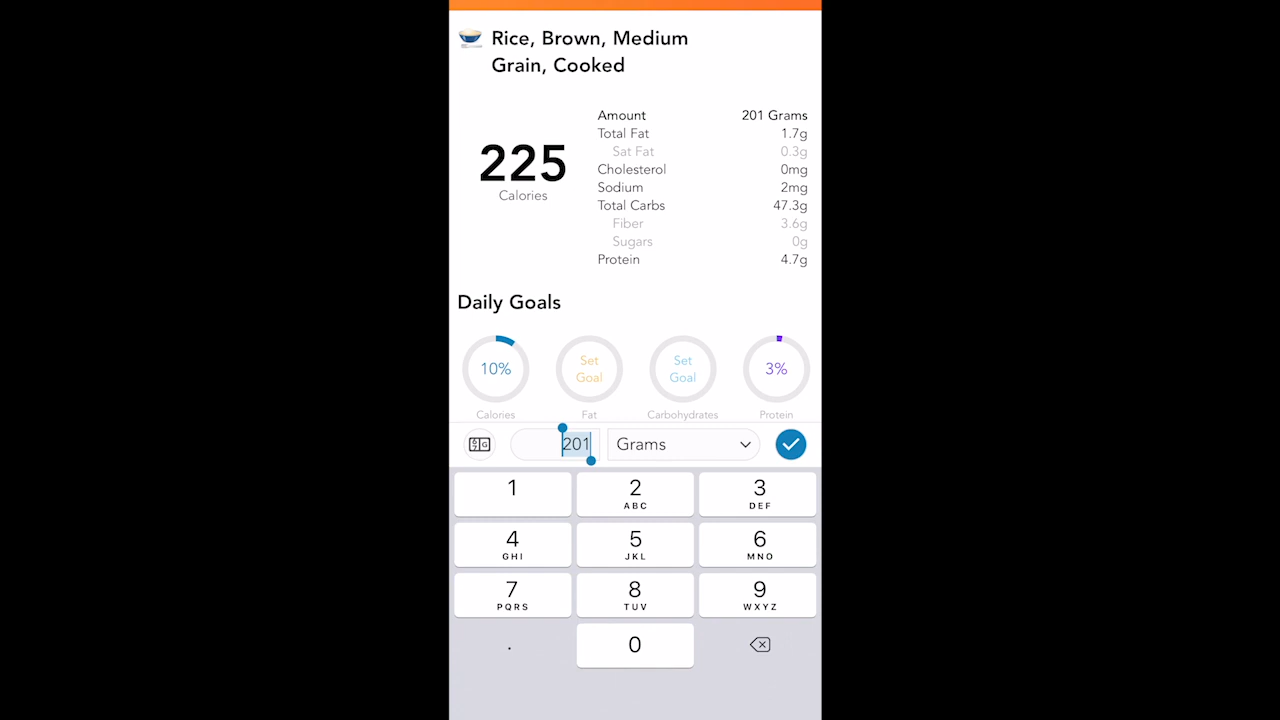 Rice, Brown, Medium
Grain, Cooked
225
Calories
Amount 201 Grams
Total Fat 1.7g
Sat Fat 0.3g
Cholesterol 0mg
Sodium 2mg
Total Carbs 47.3g
Fiber 3.6g
Sugars 0g
Protein 4.7g
Daily Goals
10%
Set
Goal
Set
Goal
3%
Calories Fat Carbohydrates Protein
201 Grams
1 2 3
ABC DEF
4 5 6
GHI JKL MNO
7 8 9
PQRS TUV WXYZ
. 0